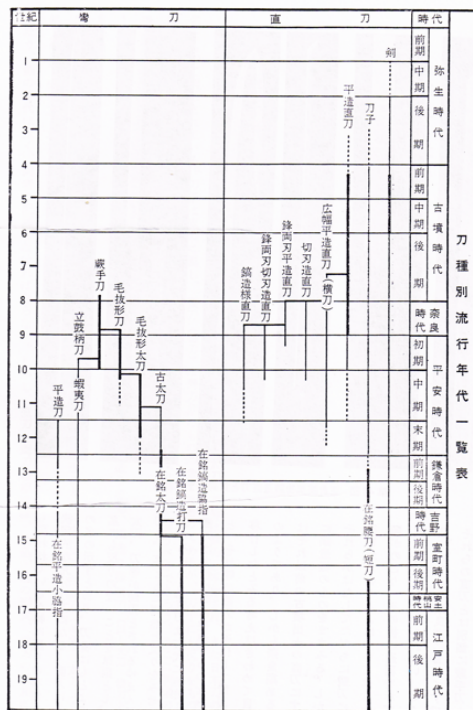 刀種別流行年代一覧表
時代
弥生時代
前期
中期
後期
古墳時代
前期
中期
後期
奈良時代
平安時代
初期
中期
末期
鎌倉時代
前期
後期
吉野時代
室町時代
前期
後期
安土桃山時代
江戸時代
前期
後期
直刀
剣
刀子
在銘腰刀(短刀)
平造直刀
広幅平造直刀(横刀)
切刃造直刀
鋒両刃平造直刀
鋒両刃切刃造直刀
鎬造様直刀
彎刀
在銘鎬造脇指
在銘鎬造打刀
古太刀
在銘太刀
毛抜形太刀
毛抜形刀
蕨手刀
立鼓柄刀
蝦夷刀
平造刀
在銘平造小脇指
世紀
1
2
3
4
5
6
7
8
9
10
11
12
13
14
15
16
17
18
19